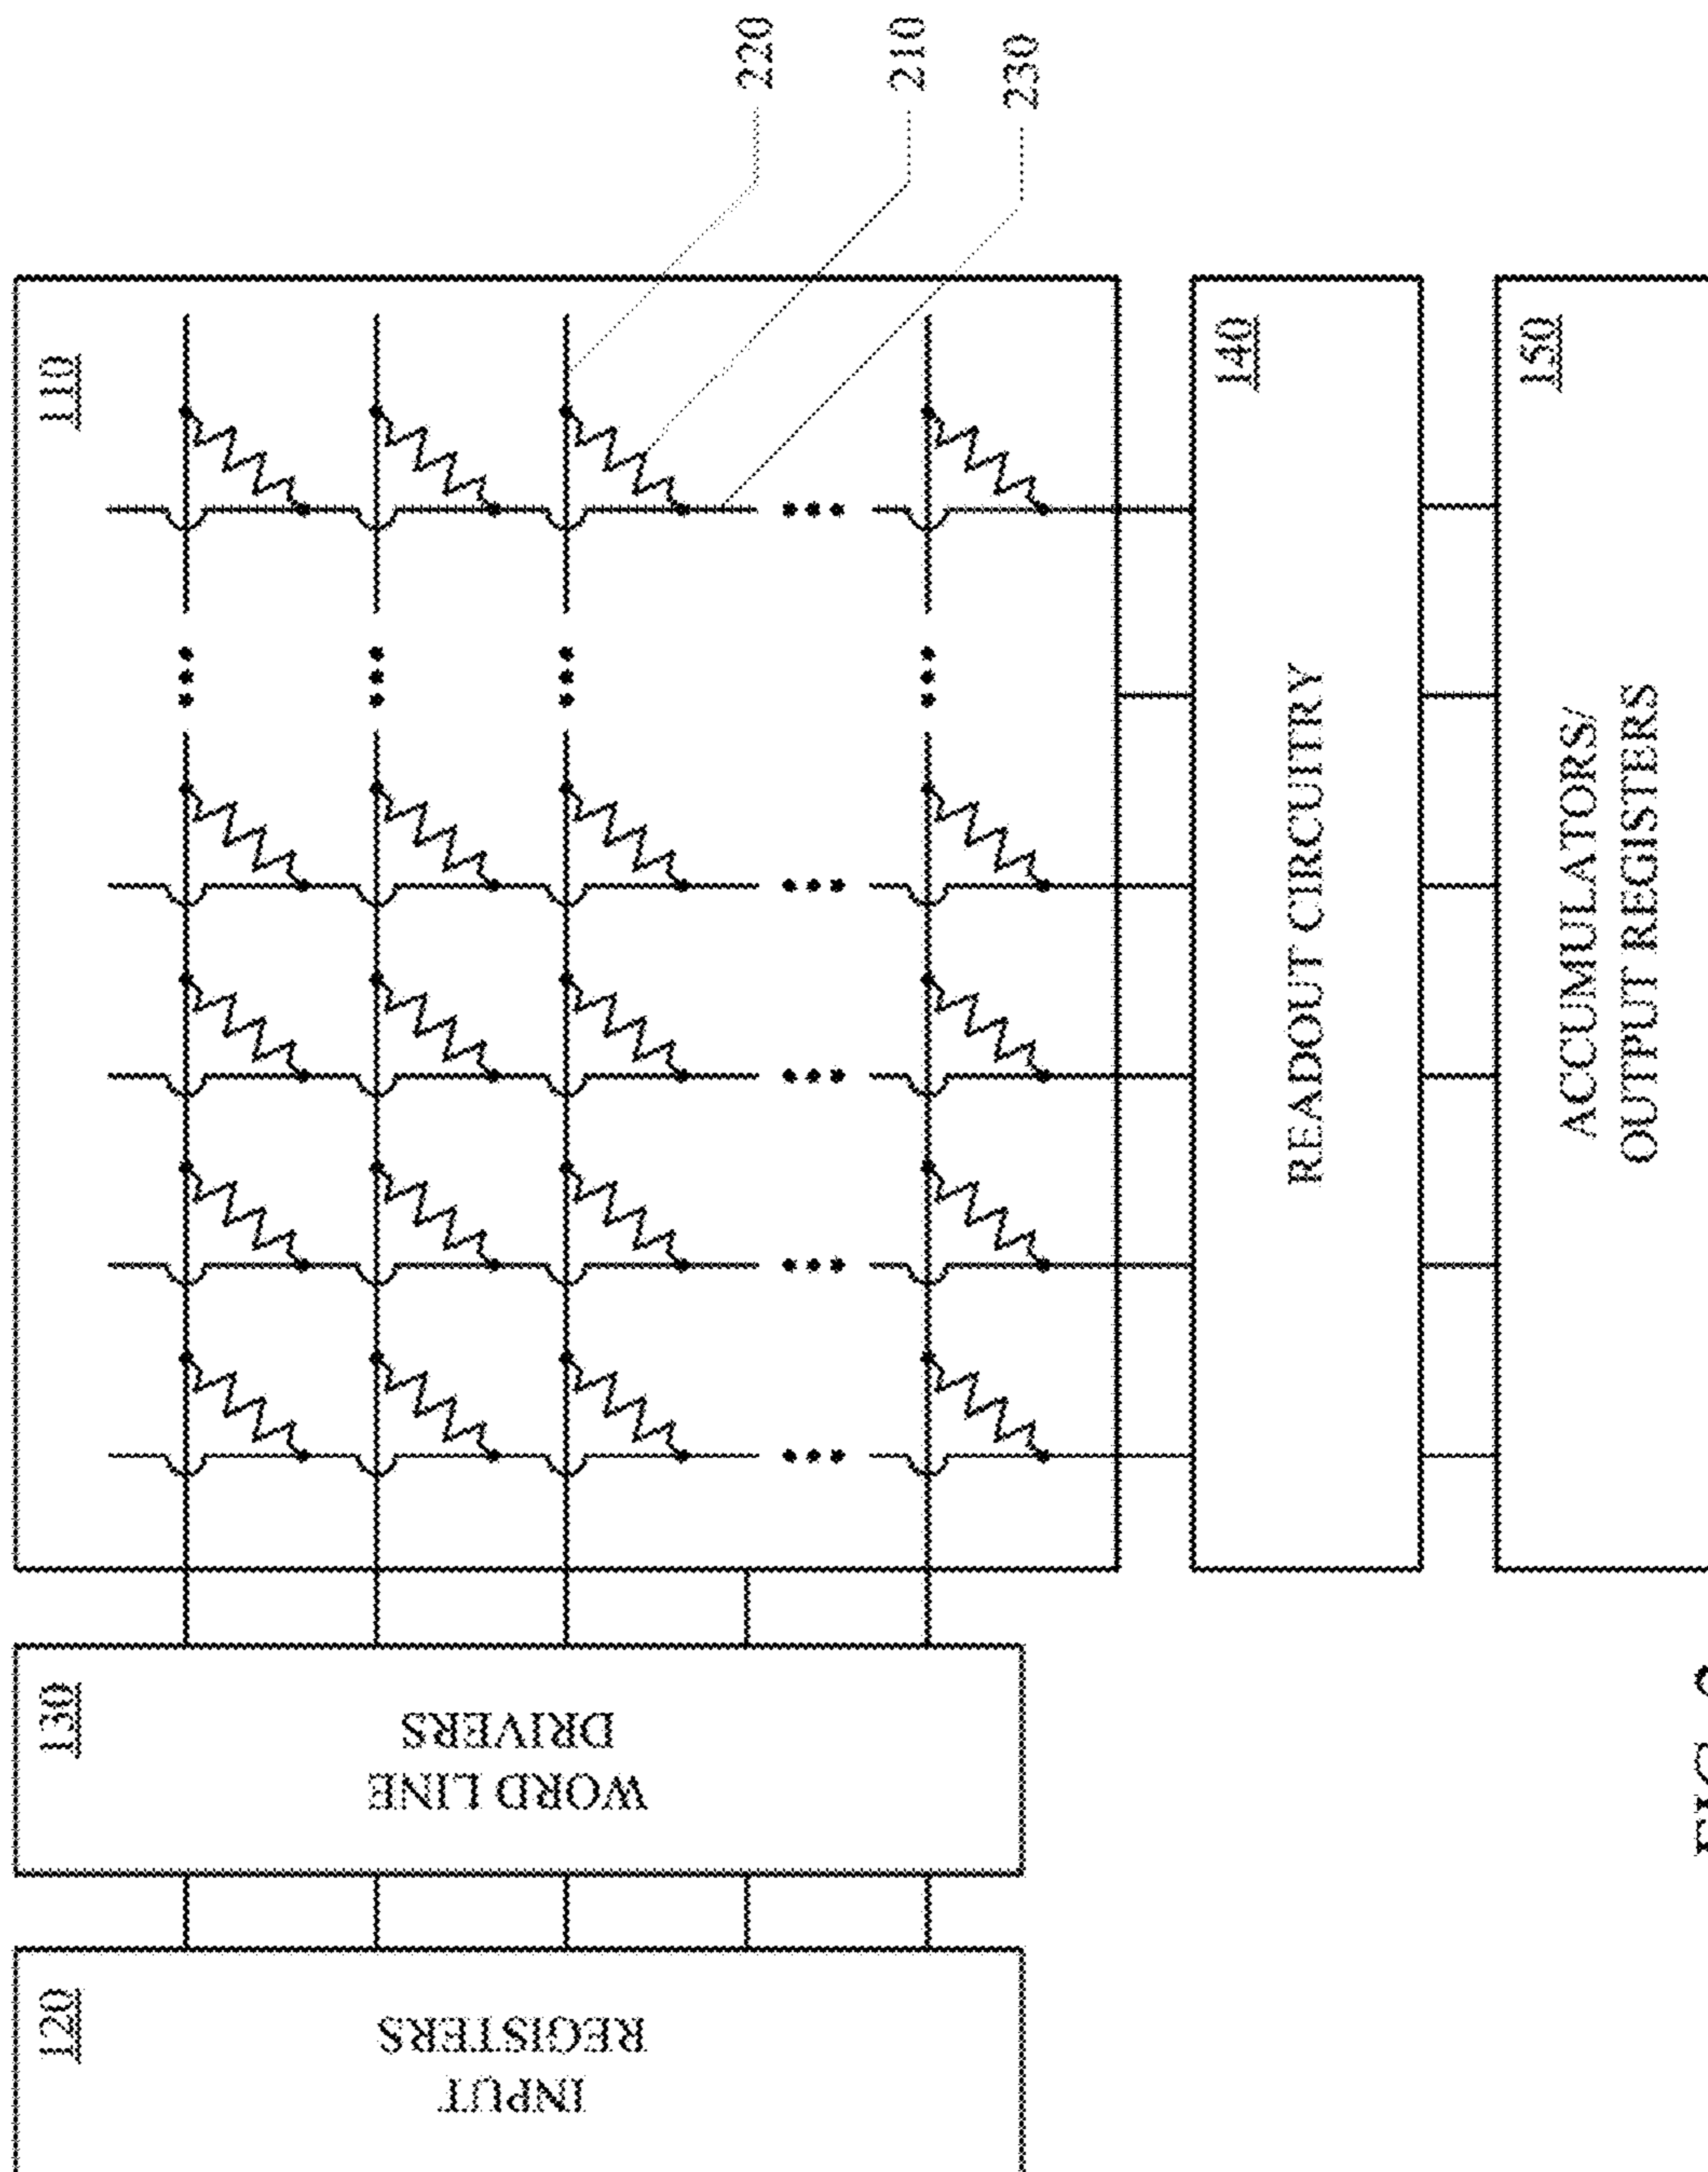 220
210
230
110
140
READOUT CIRCUITRY
150
ACCUMULATORS/
OUTPUT REGISTERS
130
WORD LINE
DRIVERS
120
INPUT
REGISTERS